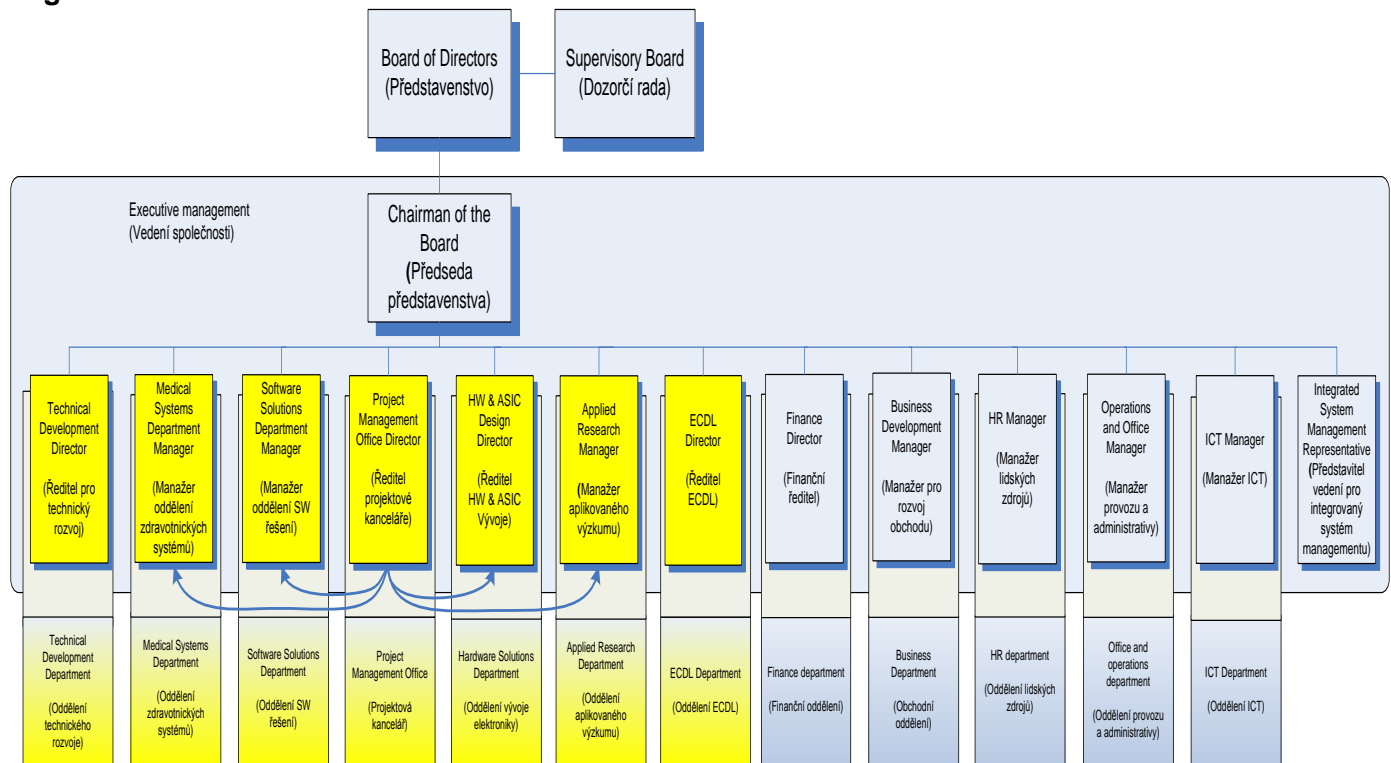 Board of Directors
(Představenstvo)
Supervisory Board
(Dozorčí rada)
Executive management
(Vedení společnosti)
Chairman of the
Board
(Předseda
představenstva)
Technical
Development
Director
(Ředitel pro
technický
rozvoj)
Medical
Systems
Department
Manager
(Manažer
oddělení
zdravotnických
systémů)
Software
Solutions
Department
Manager
(Manažer
oddělení SW
řešení)
Project
Management
Office Director
(Ředitel
projektové
kanceláře)
HW & ASIC
Design
Director
(Ředitel
HW & ASIC
Vývoje)
Applied
Research
Manager
(Manažer
aplikovaného
výzkumu)
ECDL
Director
(Ředitel
ECDL)
Finance
Director
(Finanční
ředitel)
Business
Development
Manager
(Manažer pro
rozvoj
obchodu)
HR Manager
(Manažer
lidských
zdrojů)
Operations
and Office
Manager
(Manažer
provozu a
administrativy)
ICT Manager
(Manažer ICT)
Integrated
System
Management
Representative
(Představitel
vedení pro
integrovaný
systém
managementu)
Technical
Development
Department
(Oddělení
technického
rozvoje)
Medical Systems
Department
(Oddělení
zdravotnických
systémů)
Software Solutions
Department
(Oddělení SW
řešení)
Project
Management Office
(Projektová
kancelář)
Hardware Solutions
Department
(Oddělení vývoje
elektroniky)
Applied Research
Department
(Oddělení
aplikovaného
výzkumu)
ECDL Department
(Oddělení ECDL)
Finance department
(Finanční oddělení)
Business
Department
(Obchodní
oddělení)
HR department
(Oddělení lidských
zdrojů)
Office and
operations
department
(Oddělení provozu
a administrativy)
ICT Department
(Oddělení ICT)